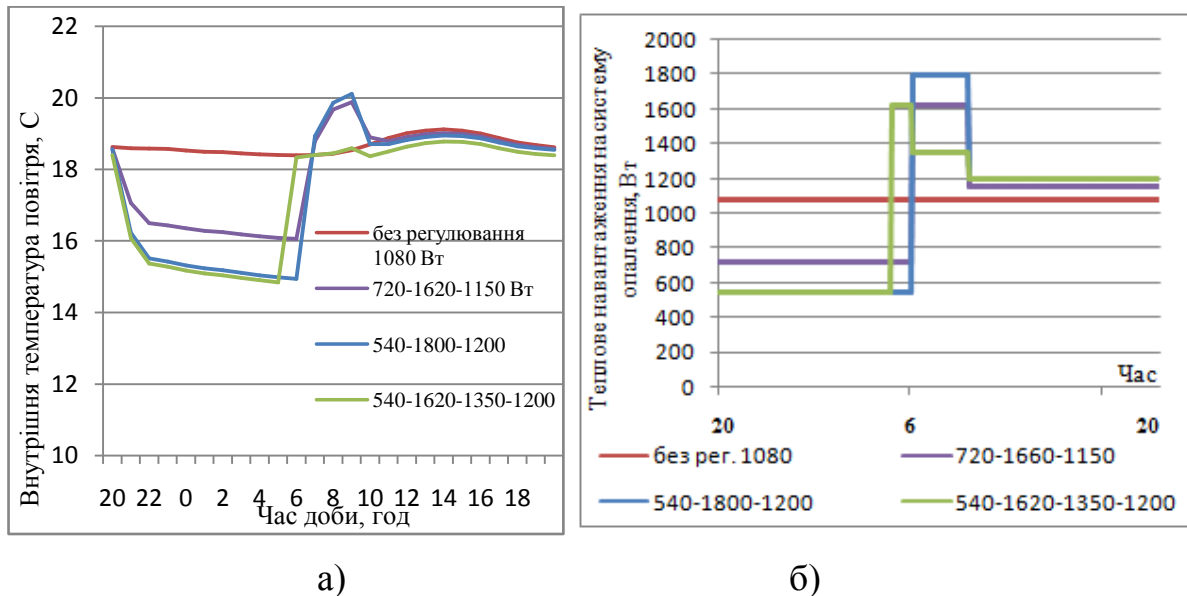 22
20
18
16
14
12
10
Внутрішня температура повітря, С
20 22 0 2 4 6 8 10 12 14 16 18
Час доби, год
без регулювання
1080 Вт
720-1620-1150 Вт
540-1800-1200
540-1620-1350-1200
а)
2000
1800
1600
1400
1200
1000
800
600
400
200
0
Теплове навантаження на систему
опалення, Вт
Час
20 6 20
без рег. 1080
720-1660-1150
540-1800-1200
540-1620-1350-1200
б)